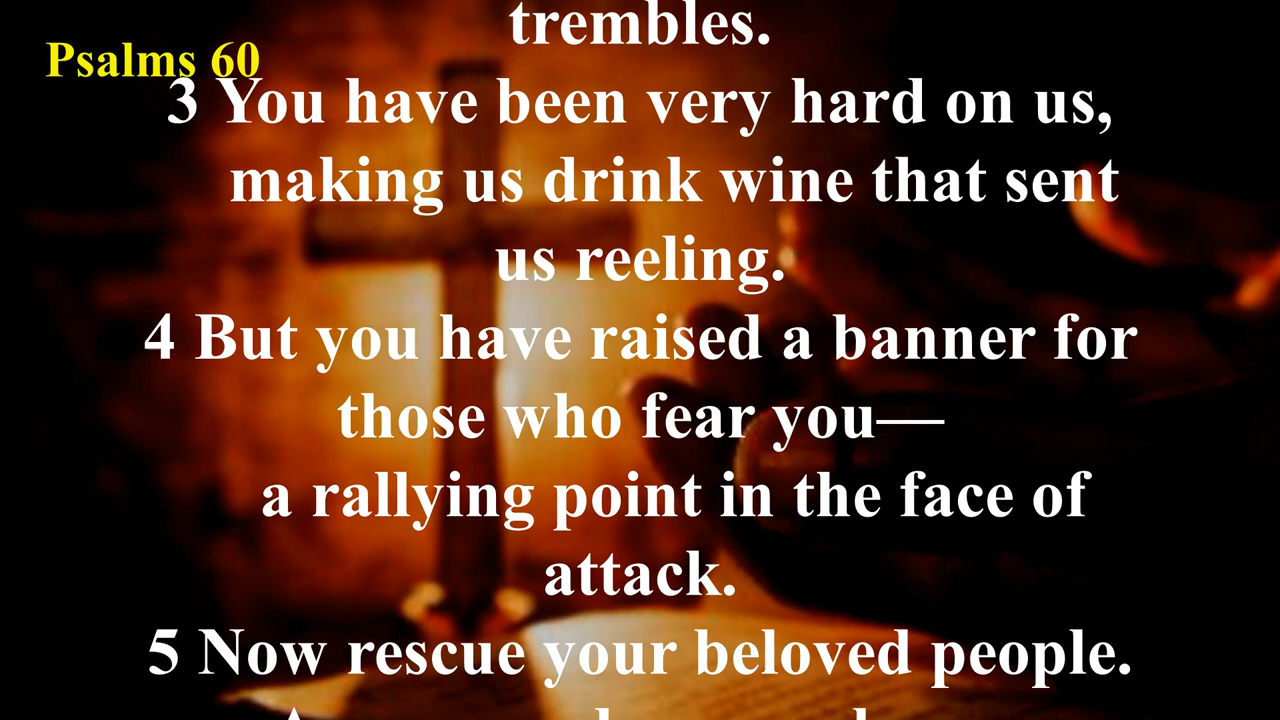 trembles.
Psalms 60
3 You have been very hard on us,
making us drink wine that sent
us reeling.
4 But you have raised a banner for
those who fear you—
a rallying point in the face of
attack.
5 Now rescue your beloved people.